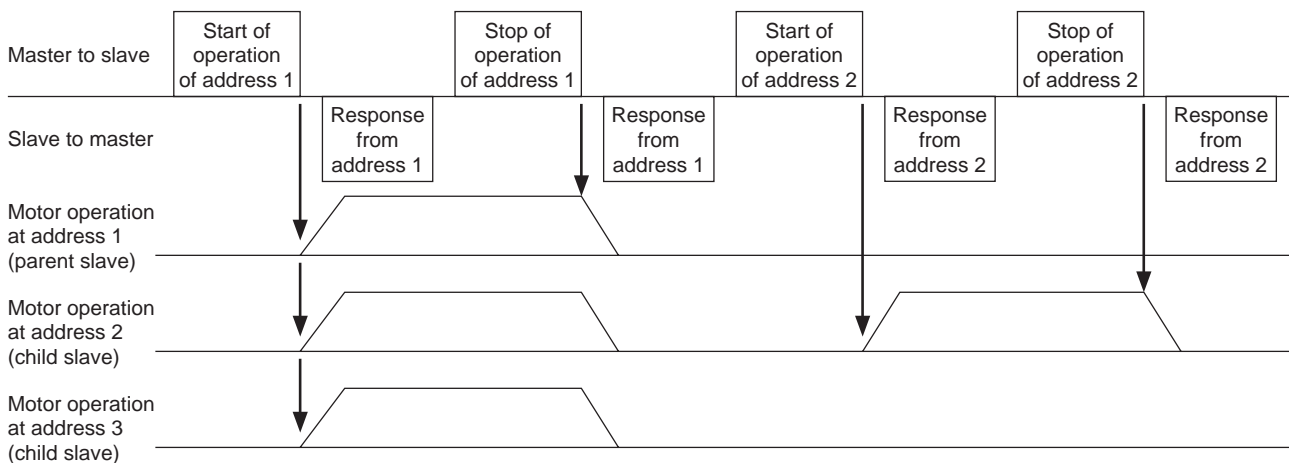 Master to slave
Start of
operation
of address 1
Stop of
operation
of address 1
Start of
operation
of address 2
Stop of
operation
of address 2
Slave to master
Response
from
address 1
Response
from
address 1
Response
from
address 2
Response
from
address 2
Motor operation
at address 1
(parent slave)
Motor operation
at address 2
(child slave)
Motor operation
at address 3
(child slave)